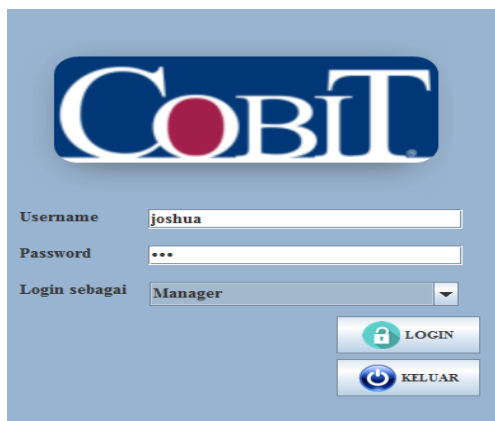 COBIT®
Username joshua
Password •••
Login sebagai Manager
LOGIN
KELUAR